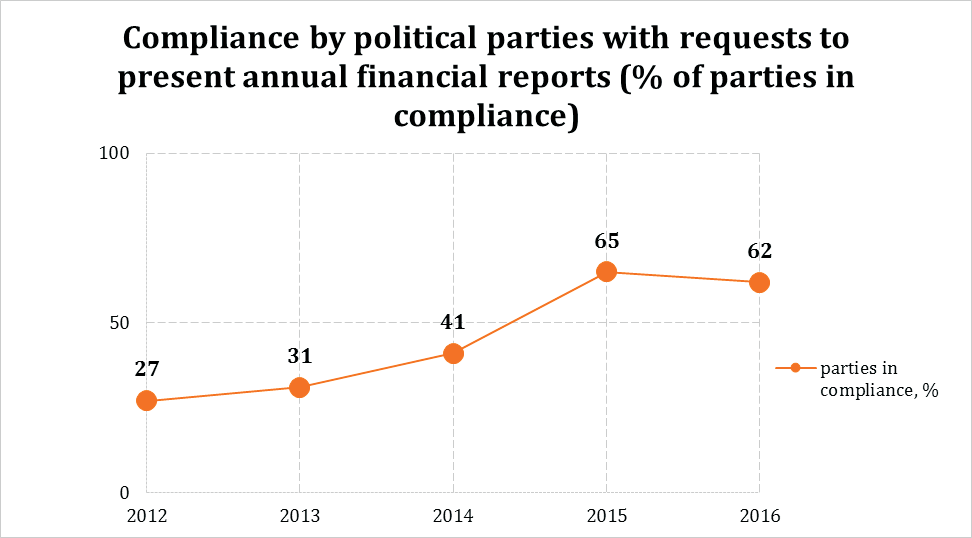 Compliance by political parties with requests to
present annual financial reports (% of parties in
compliance)
100
65
62
50
41
31
27
parties in
compliance, %
0
2012
2013
2014
2015
2016